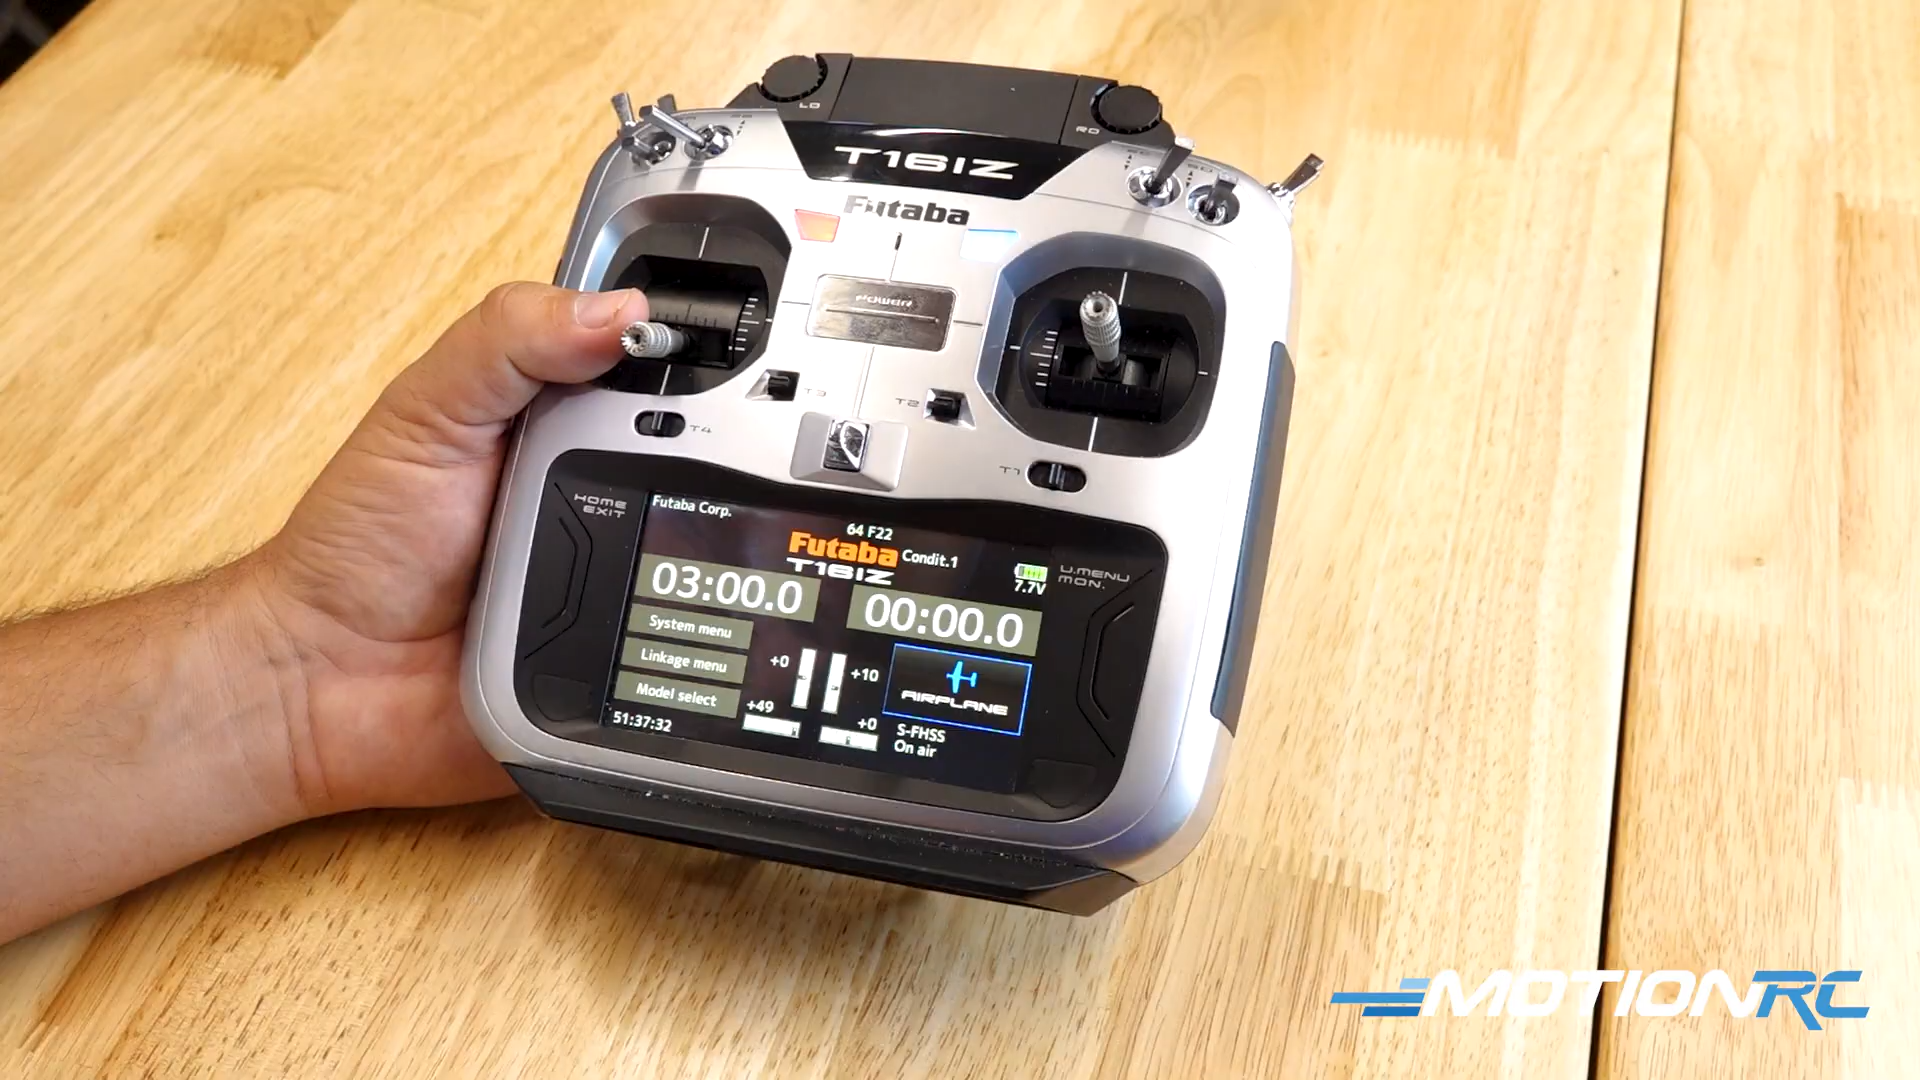 LD
RD
T16IZ
Futaba
POWER
T3
T2
T4
T1
HOME
EXIT
Futaba Corp.
64 F22
Futaba
T16IZ
Condit.1
7.7V
U.MENU
MON.
03:00.0
00:00.0
System menu
Linkage menu
Model select
+0
+10
AIRPLANE
+49
+0
51:37:32
S-FHSS
On air
MOTIONRC